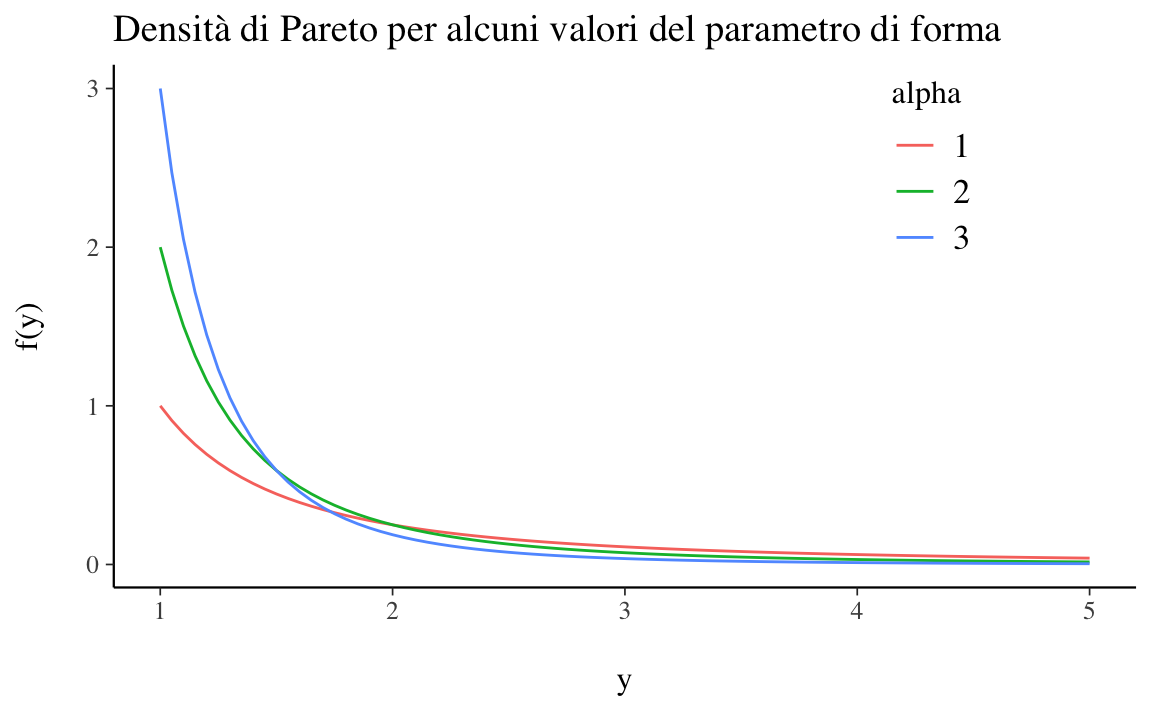 Densità di Pareto per alcuni valori del parametro di forma
alpha
1
2
3
f(y)
3
2
1
0
1 2 3 4 5
y